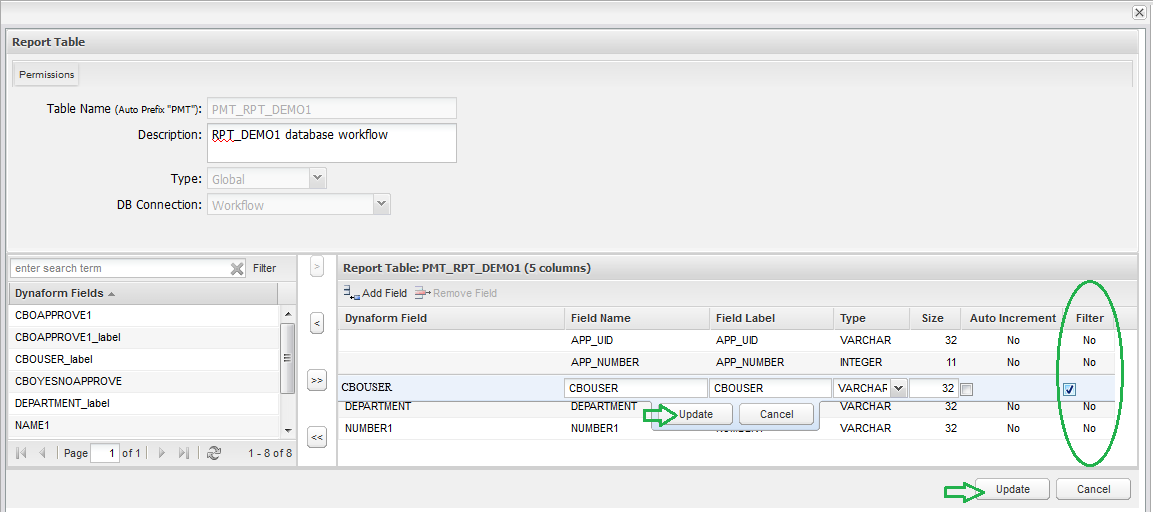 Report Table
Permissions
Table Name (Auto Prefix "PMT"): PMT_RPT_DEMO1
Description: RPT_DEMO1 database workflow
Type: Global
DB Connection: Workflow
enter search term Filter
Dynaform Fields
CBOAPPROVE1
CBOAPPROVE1_label
CBOUSER_label
CBOYESNOAPPROVE
DEPARTMENT_label
NAME1
Page 1 of 1 1 - 8 of 8
>
<
>>
<<
Report Table: PMT_RPT_DEMO1 (5 columns)
Add Field Remove Field
Dynaform Field Field Name Field Label Type Size Auto Increment Filter
APP_UID APP_UID VARCHAR 32 No No
APP_NUMBER APP_NUMBER INTEGER 11 No No
CBOUSER CBOUSER CBOUSER VARCHAR 32
DEPARTMENT DEPARTMENT VARCHAR 32 No No
Update Cancel
NUMBER1 NUMBER1 VARCHAR 32 No No
Update Cancel